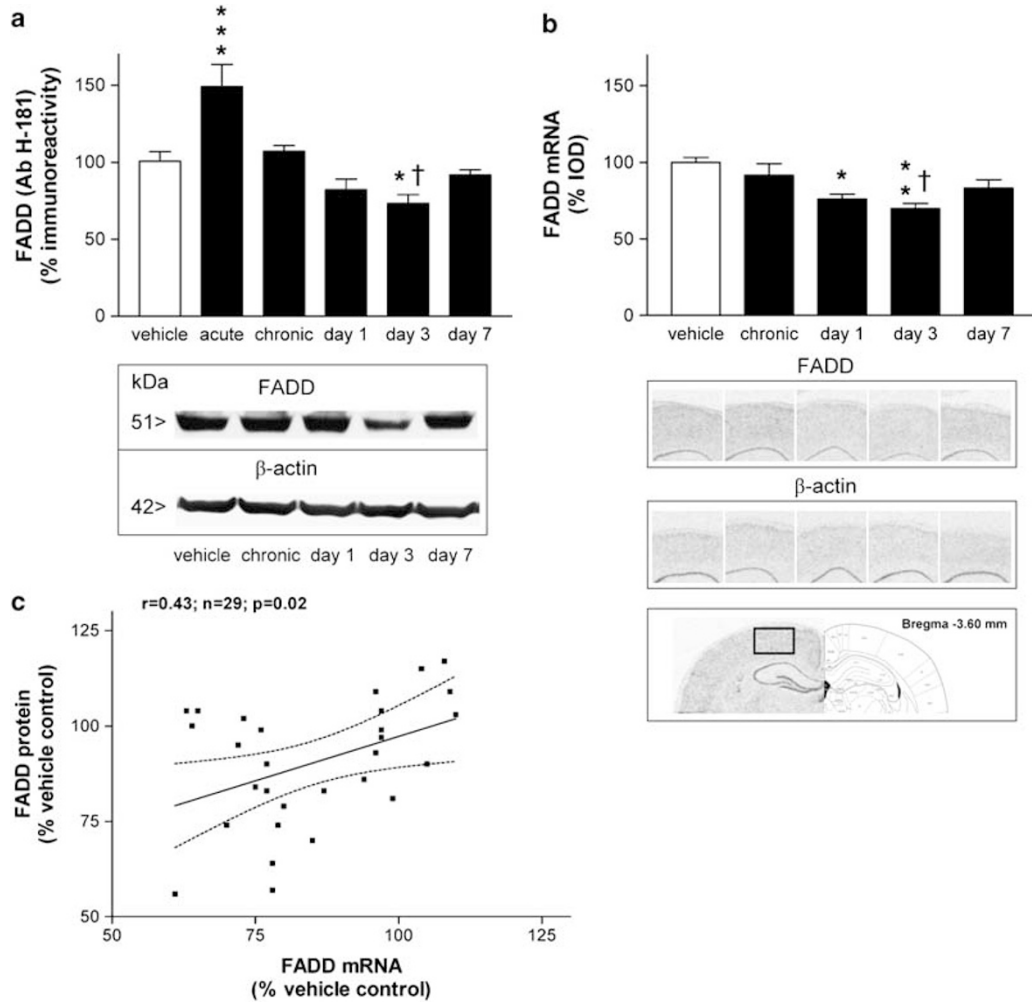 a
* * *
FADD (Ab H-181)
(% immunoreactivity)
150
100
50
0
* †
vehicle acute chronic day 1 day 3 day 7
kDa
FADD
51>
β-actin
42>
vehicle chronic day 1 day 3 day 7
b
FADD mRNA
(% IOD)
150
100
50
0
*
* * †
vehicle chronic day 1 day 3 day 7
FADD
β-actin
Bregma -3.60 mm
c
r=0.43; n=29; p=0.02
FADD protein
(% vehicle control)
125
100
75
50
50 75 100 125
FADD mRNA
(% vehicle control)